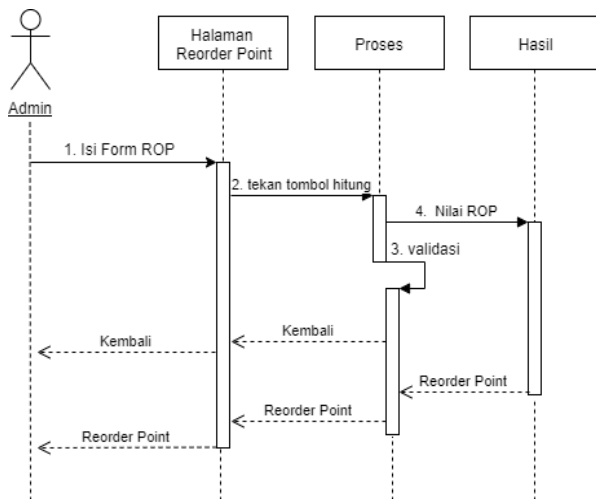 Halaman
Reorder Point
Proses
Hasil
Admin
1. Isi Form ROP
2. tekan tombol hitung
4. Nilai ROP
3. validasi
Kembali
Kembali
Reorder Point
Reorder Point
Reorder Point